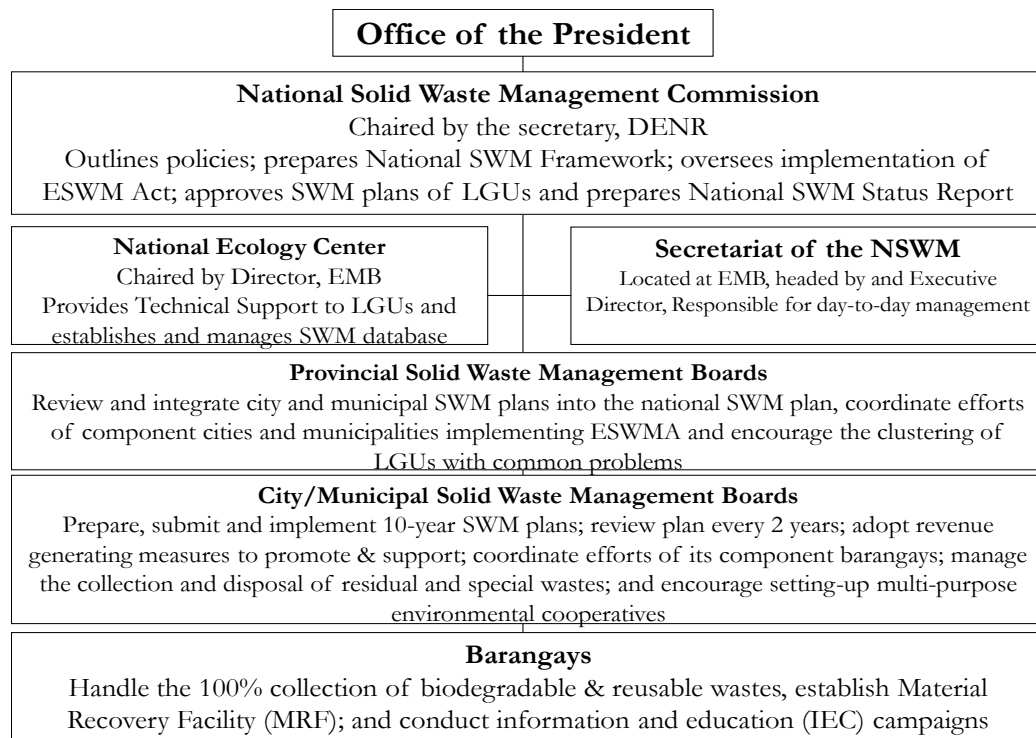 Office of the President
National Solid Waste Management Commission
Chaired by the secretary, DENR
Outlines policies; prepares National SWM Framework; oversees implementation of
ESWM Act; approves SWM plans of LGUs and prepares National SWM Status Report
National Ecology Center
Chaired by Director, EMB
Provides Technical Support to LGUs and
establishes and manages SWM database
Secretariat of the NSWM
Located at EMB, headed by and Executive
Director, Responsible for day-to-day management
Provincial Solid Waste Management Boards
Review and integrate city and municipal SWM plans into the national SWM plan, coordinate efforts
of component cities and municipalities implementing ESWMA and encourage the clustering of
LGUs with common problems
City/Municipal Solid Waste Management Boards
Prepare, submit and implement 10-year SWM plans; review plan every 2 years; adopt revenue
generating measures to promote & support; coordinate efforts of its component barangays; manage
the collection and disposal of residual and special wastes; and encourage setting-up multi-purpose
environmental cooperatives
Barangays
Handle the 100% collection of biodegradable & reusable wastes, establish Material
Recovery Facility (MRF); and conduct information and education (IEC) campaigns